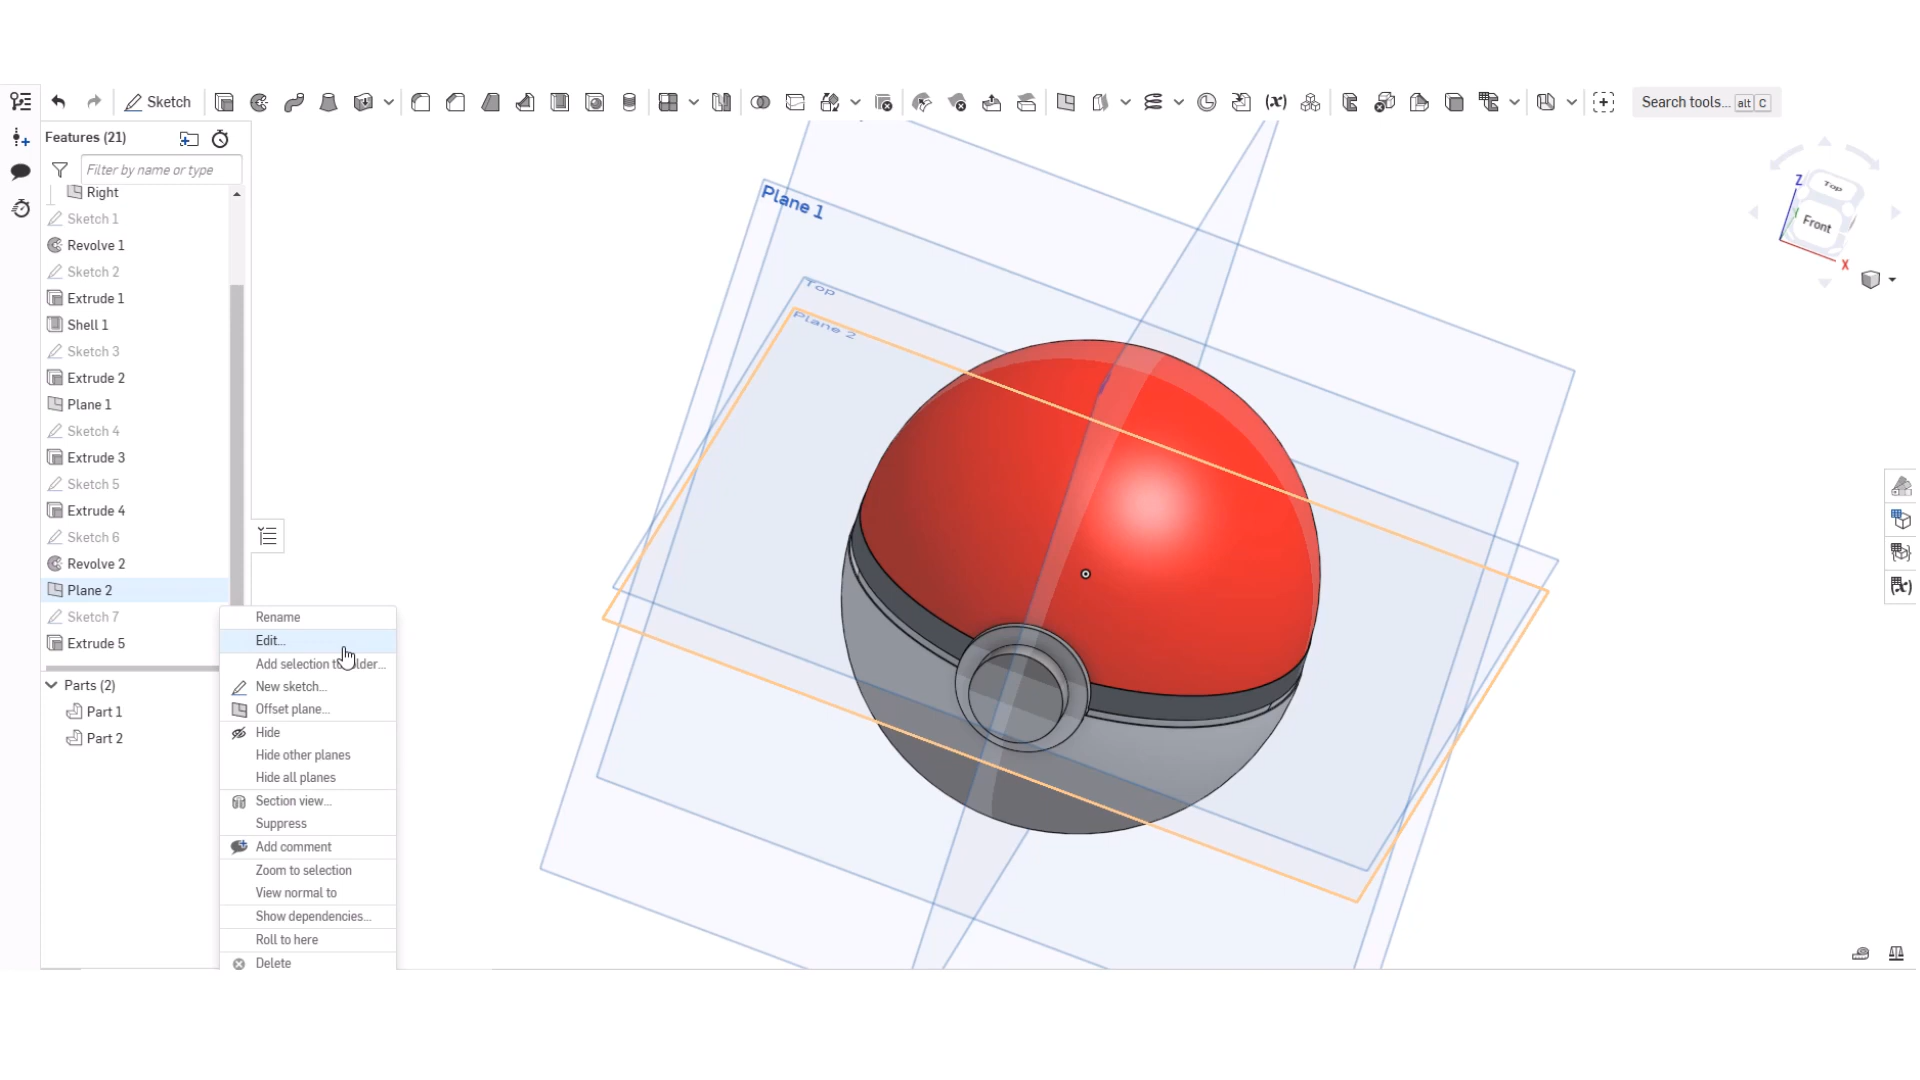 Sketch
Search tools... alt C
Features (21)
Filter by name or type
Right
Sketch 1
Revolve 1
Sketch 2
Extrude 1
Shell 1
Sketch 3
Extrude 2
Plane 1
Sketch 4
Extrude 3
Sketch 5
Extrude 4
Sketch 6
Revolve 2
Plane 2
Sketch 7
Extrude 5
Parts (2)
Part 1
Part 2
Rename
Edit...
Add selection t lder...
New sketch...
Offset plane...
Hide
Hide other planes
Hide all planes
Section view...
Suppress
Add comment
Zoom to selection
View normal to
Show dependencies...
Roll to here
Delete
Plane 1
Top
Plane 2
Top
Front
Z
Y
X
(x)
(x)